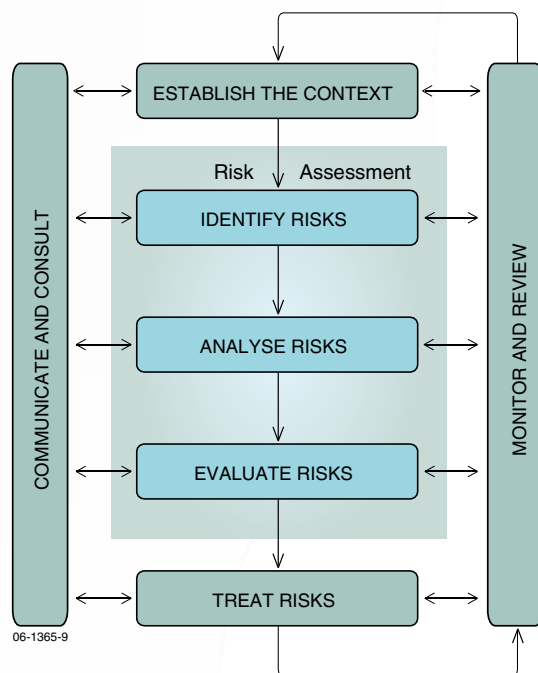 ESTABLISH THE CONTEXT
Risk Assessment
IDENTIFY RISKS
ANALYSE RISKS
EVALUATE RISKS
TREAT RISKS
COMMUNICATE AND CONSULT
MONITOR AND REVIEW
06-1365-9